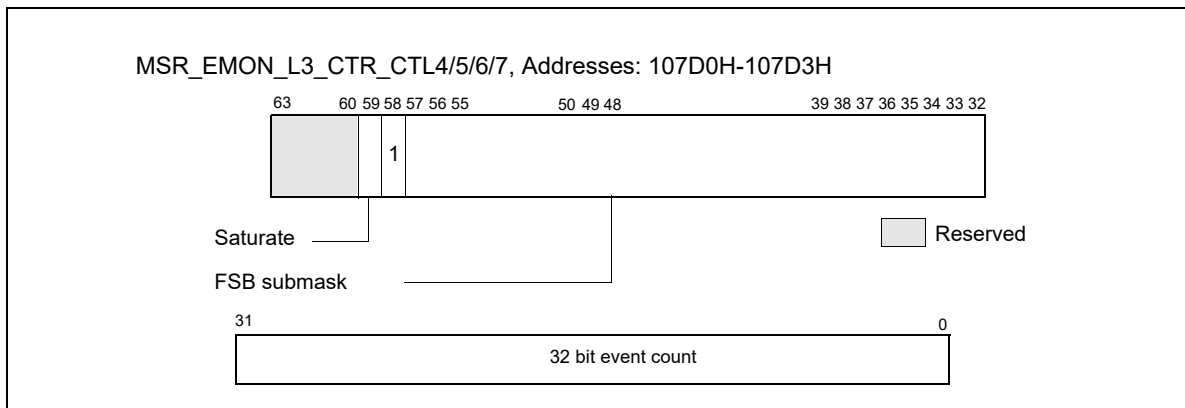 MSR_EMON_L3_CTR_CTL4/5/6/7, Addresses: 107D0H-107D3H
63 60 59 58 57 56 55 50 49 48 39 38 37 36 35 34 33 32
1
Saturate
Reserved
FSB submask
31 0
32 bit event count